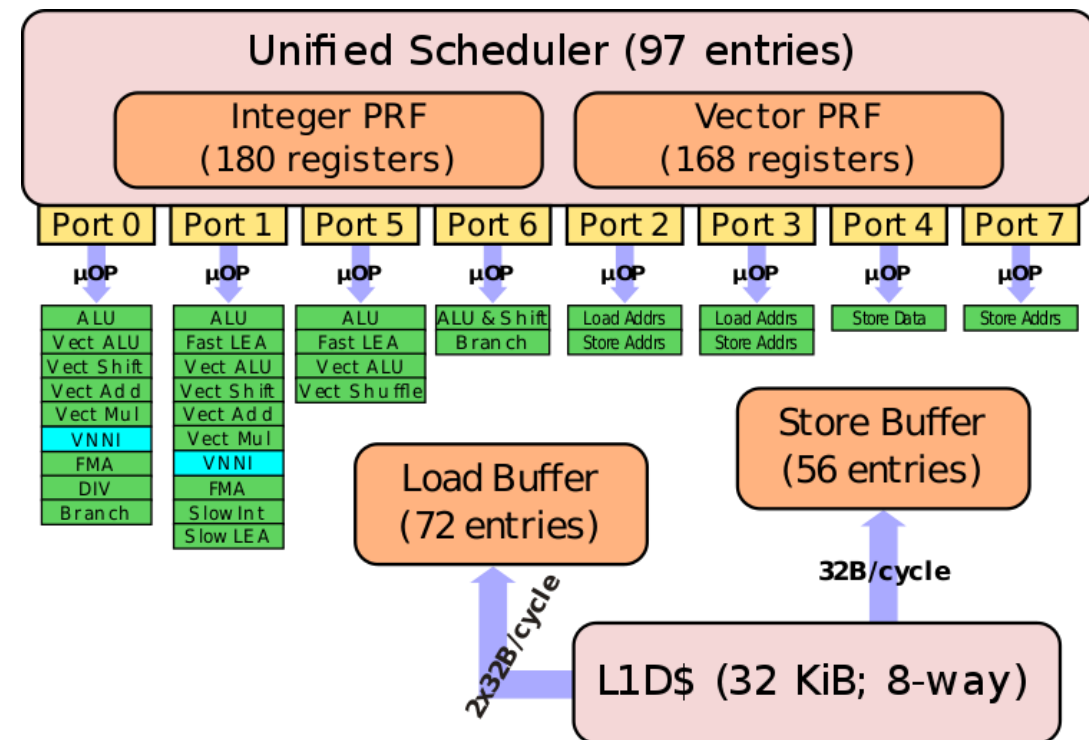 Unified Scheduler (97 entries)
Integer PRF
(180 registers)
Vector PRF
(168 registers)
Port 0
Port 1
Port 5
Port 6
Port 2
Port 3
Port 4
Port 7
μOP
μOP
μOP
μOP
μOP
μOP
μOP
μOP
ALU
Vect ALU
Vect Shift
Vect Add
Vect Mul
VNNI
FMA
DIV
Branch
ALU
Fast LEA
Vect ALU
Vect Shift
Vect Add
Vect Mul
VNNI
FMA
Slow Int
Slow LEA
ALU
Fast LEA
Vect ALU
Vect Shuffle
ALU & Shift
Branch
Load Addrs
Store Addrs
Load Addrs
Store Addrs
Store Data
Store Addrs
Load Buffer
(72 entries)
Store Buffer
(56 entries)
2x32B/cycle
32B/cycle
L1D$ (32 KiB; 8-way)